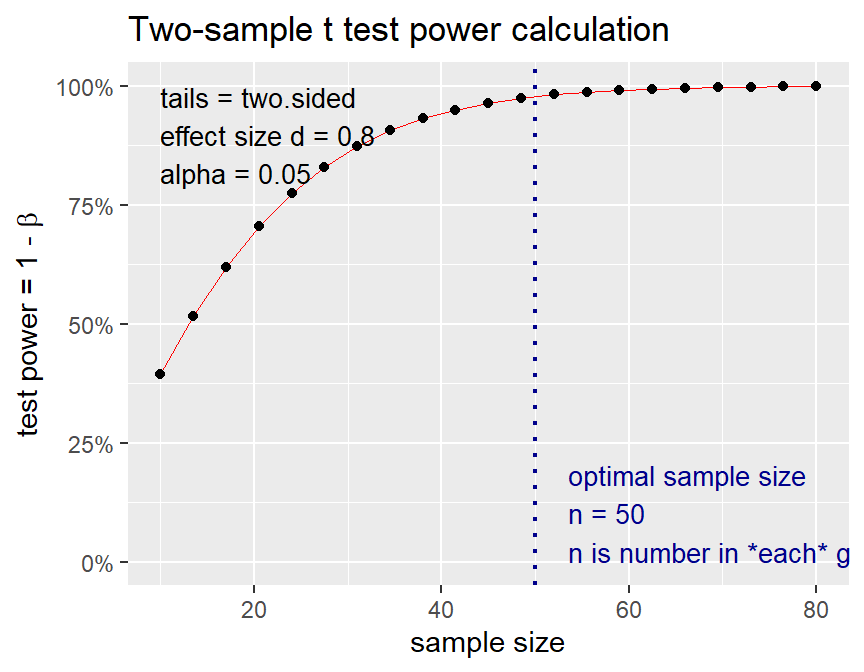 Two-sample t test power calculation
100%
75%
50%
25%
0%
test power = 1 - β
tails = two.sided
effect size d = 0.8
alpha = 0.05
optimal sample size
n = 50
n is number in *each* g
20
40
60
80
sample size